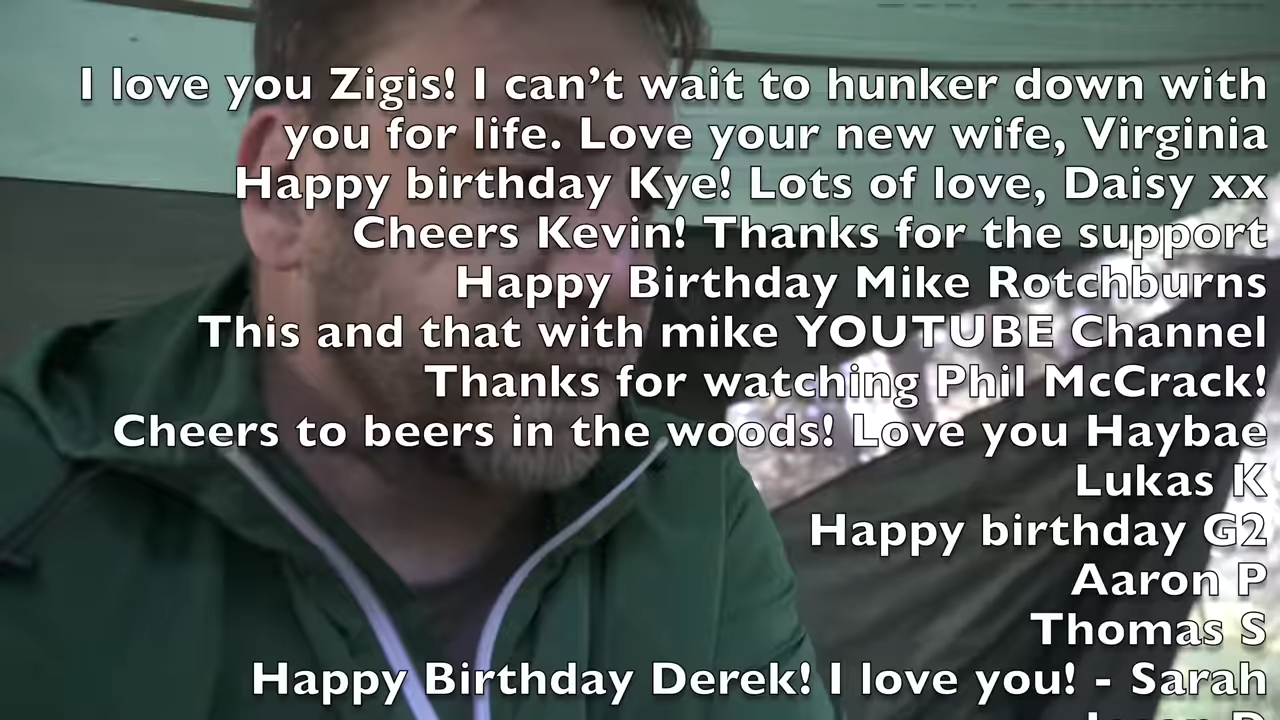 I love you Zigis! I can’t wait to hunker down with
you for life. Love your new wife, Virginia
Happy birthday Kye! Lots of love, Daisy xx
Cheers Kevin! Thanks for the support
Happy Birthday Mike Rotchburns
This and that with mike YOUTUBE Channel
Thanks for watching Phil McCrack!
Cheers to beers in the woods! Love you Haybae
Lukas K
Happy birthday G2
Aaron P
Thomas S
Happy Birthday Derek! I love you! - Sarah